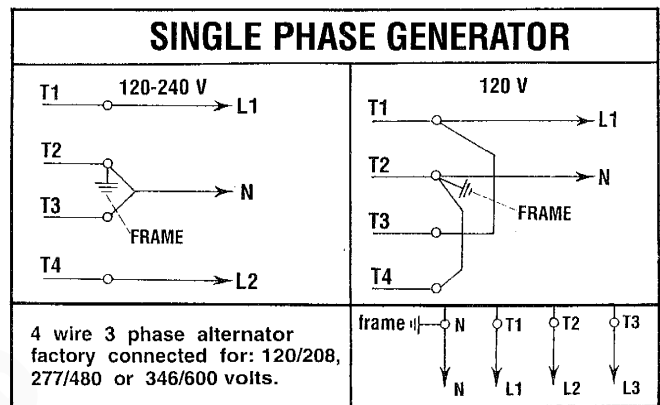 SINGLE PHASE GENERATOR
120-240 V
T1
L1
T2
N
T3
FRAME
T4
L2
120 V
T1
L1
T2
N
FRAME
T3
T4
4 wire 3 phase alternator
factory connected for: 120/208,
277/480 or 346/600 volts.
frame N T1 T2 T3
N L1 L2 L3